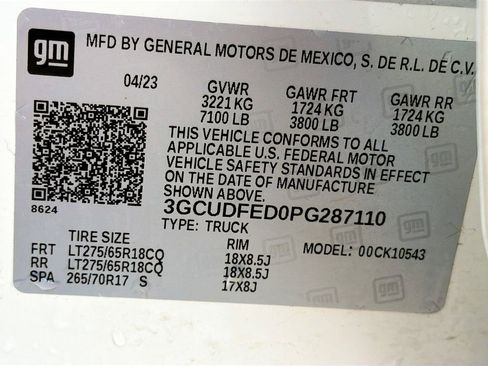 gm
MFD BY GENERAL MOTORS DE MEXICO, S. DE R.L. DE C.V.
04/23 GVWR GAWR FRT GAWR RR
3221 KG 1724 KG 1724 KG
7100 LB 3800 LB 3800 LB
THIS VEHICLE CONFORMS TO ALL
APPLICABLE U.S. FEDERAL MOTOR
VEHICLE SAFETY STANDARDS IN EFFECT
ON THE DATE OF MANUFACTURE
SHOWN ABOVE.
8624
3GCUDFED0PG287110
TYPE: TRUCK
TIRE SIZE RIM MODEL: 00CK10543
FRT LT275/65R18CQ 18X8.5J
RR LT275/65R18CQ 18X8.5J
SPA 265/70R17 S 17X8J